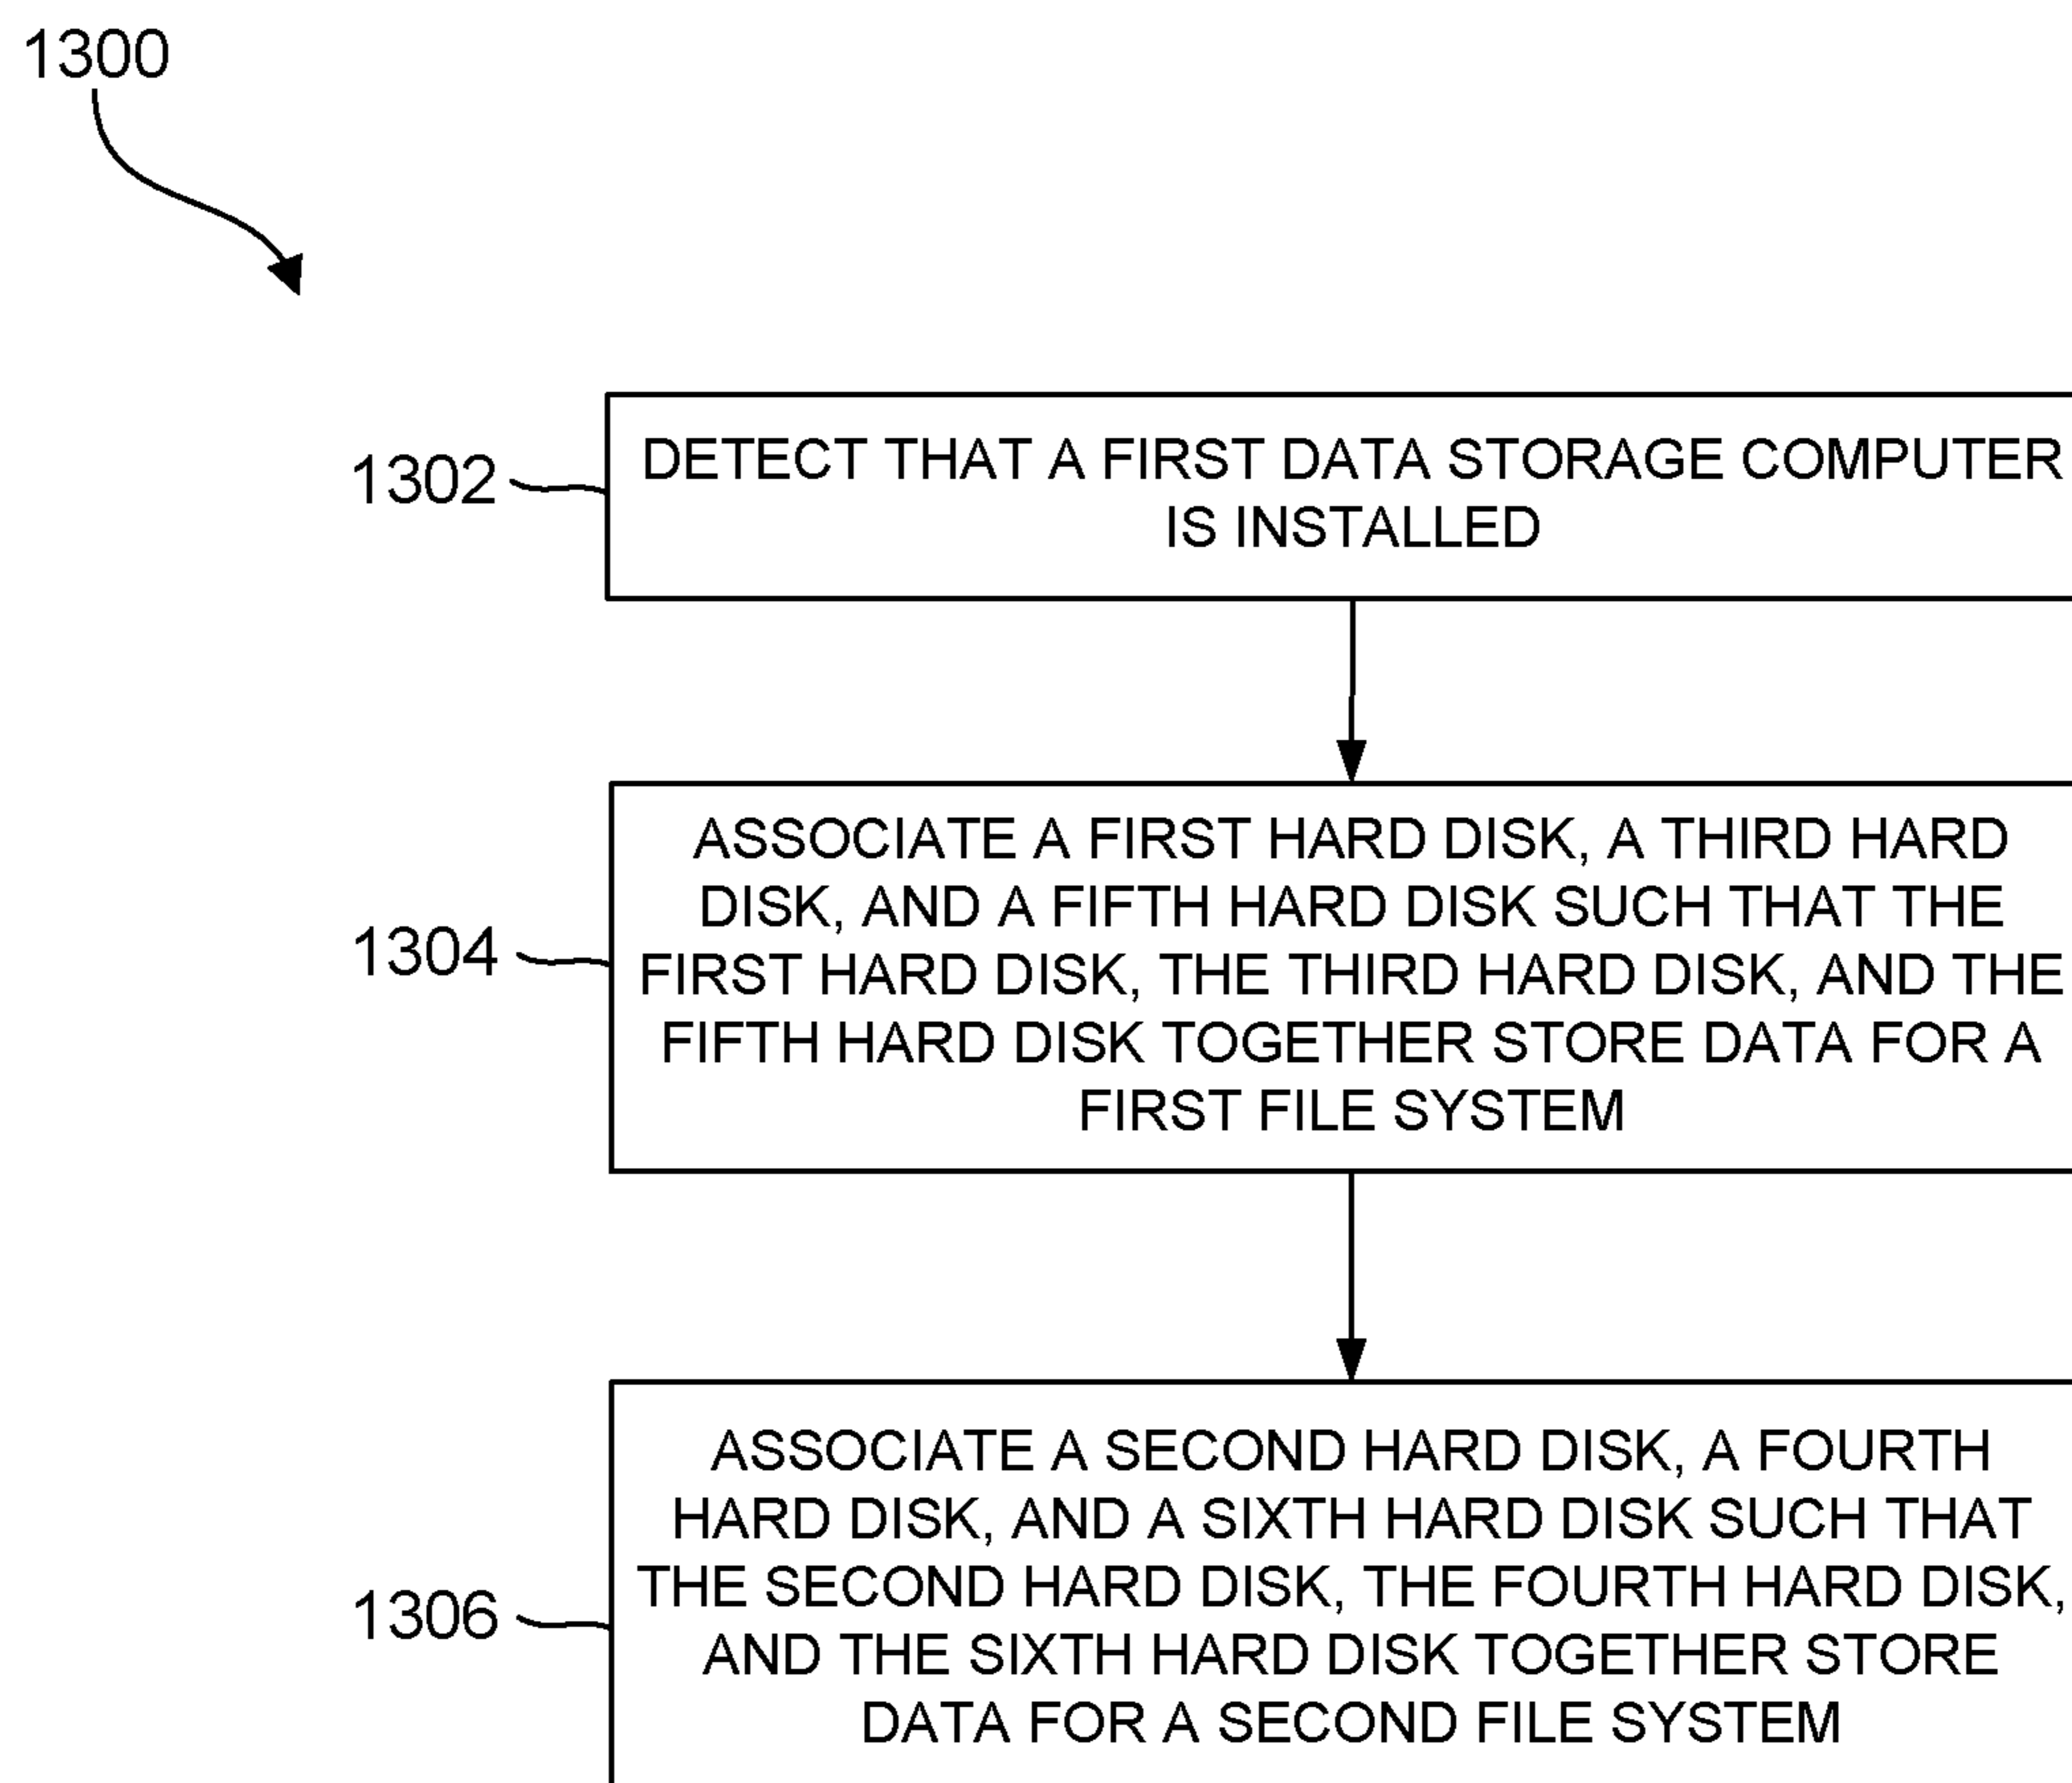 1300
1302
DETECT THAT A FIRST DATA STORAGE COMPUTER
IS INSTALLED
1304
ASSOCIATE A FIRST HARD DISK, A THIRD HARD
DISK, AND A FIFTH HARD DISK SUCH THAT THE
FIRST HARD DISK, THE THIRD HARD DISK, AND THE
FIFTH HARD DISK TOGETHER STORE DATA FOR A
FIRST FILE SYSTEM
1306
ASSOCIATE A SECOND HARD DISK, A FOURTH
HARD DISK, AND A SIXTH HARD DISK SUCH THAT
THE SECOND HARD DISK, THE FOURTH HARD DISK,
AND THE SIXTH HARD DISK TOGETHER STORE
DATA FOR A SECOND FILE SYSTEM